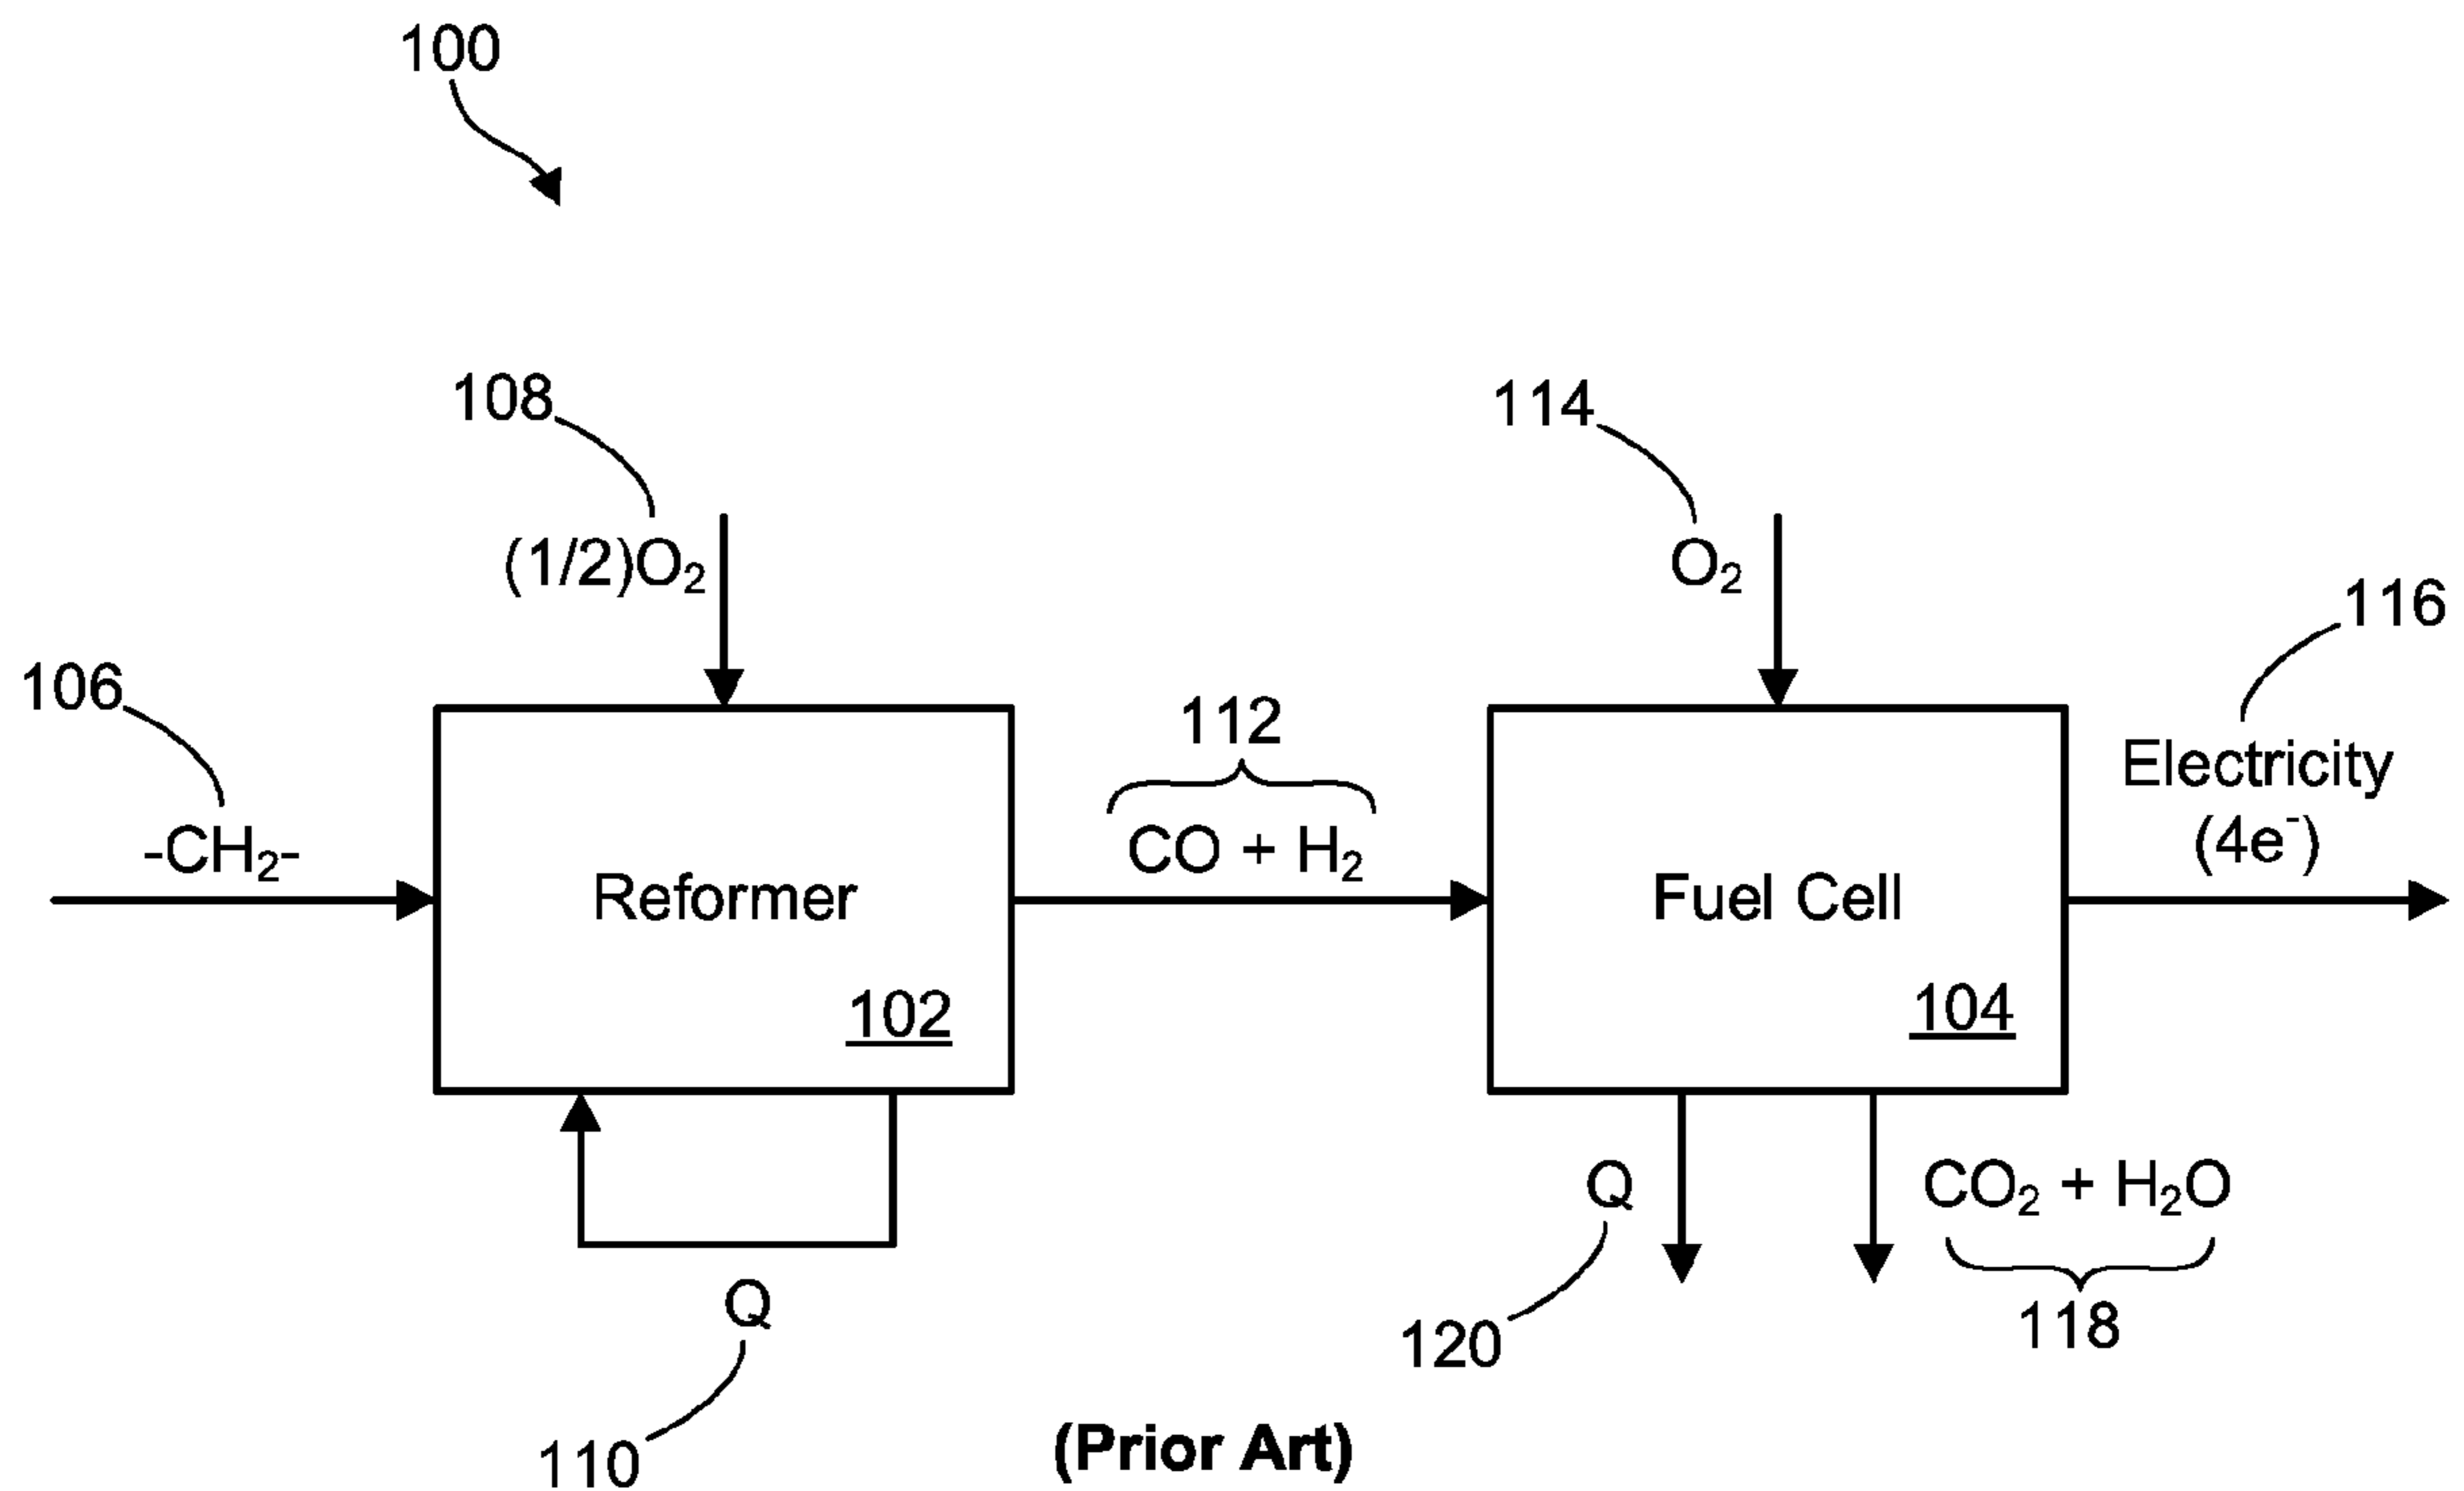 100
108
114
(1/2)O₂
O₂
116
106
112
Electricity
(4e⁻)
-CH₂-
CO + H₂
Reformer
Fuel Cell
102
104
Q
CO₂ + H₂O
Q
120
118
110
(Prior Art)